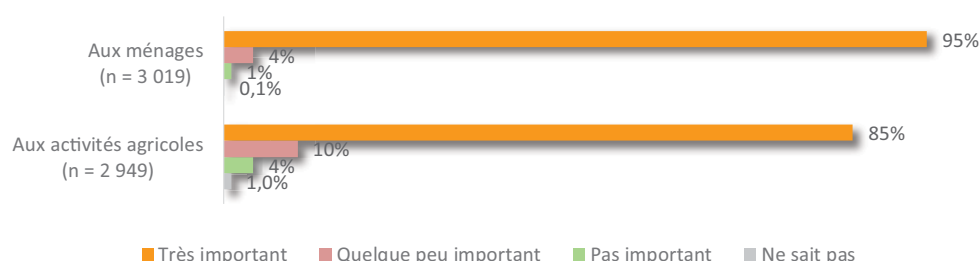 Aux ménages
(n = 3 019)
95%
4%
1%
0,1%
Aux activités agricoles
(n = 2 949)
85%
10%
4%
1,0%
Très important Quelque peu important Pas important Ne sait pas